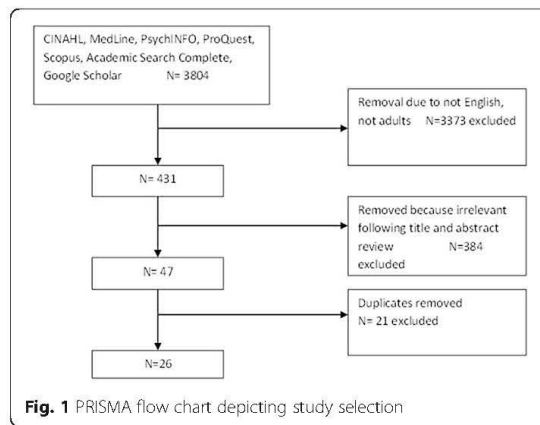 CINAHL, MedLine, PsychINFO, ProQuest,
Scopus, Academic Search Complete,
Google Scholar N= 3804
Removal due to not English,
not adults N=3373 excluded
N= 431
Removed because irrelevant
following title and abstract
review N=384
excluded
N= 47
Duplicates removed
N= 21 excluded
N=26
Fig. 1 PRISMA flow chart depicting study selection